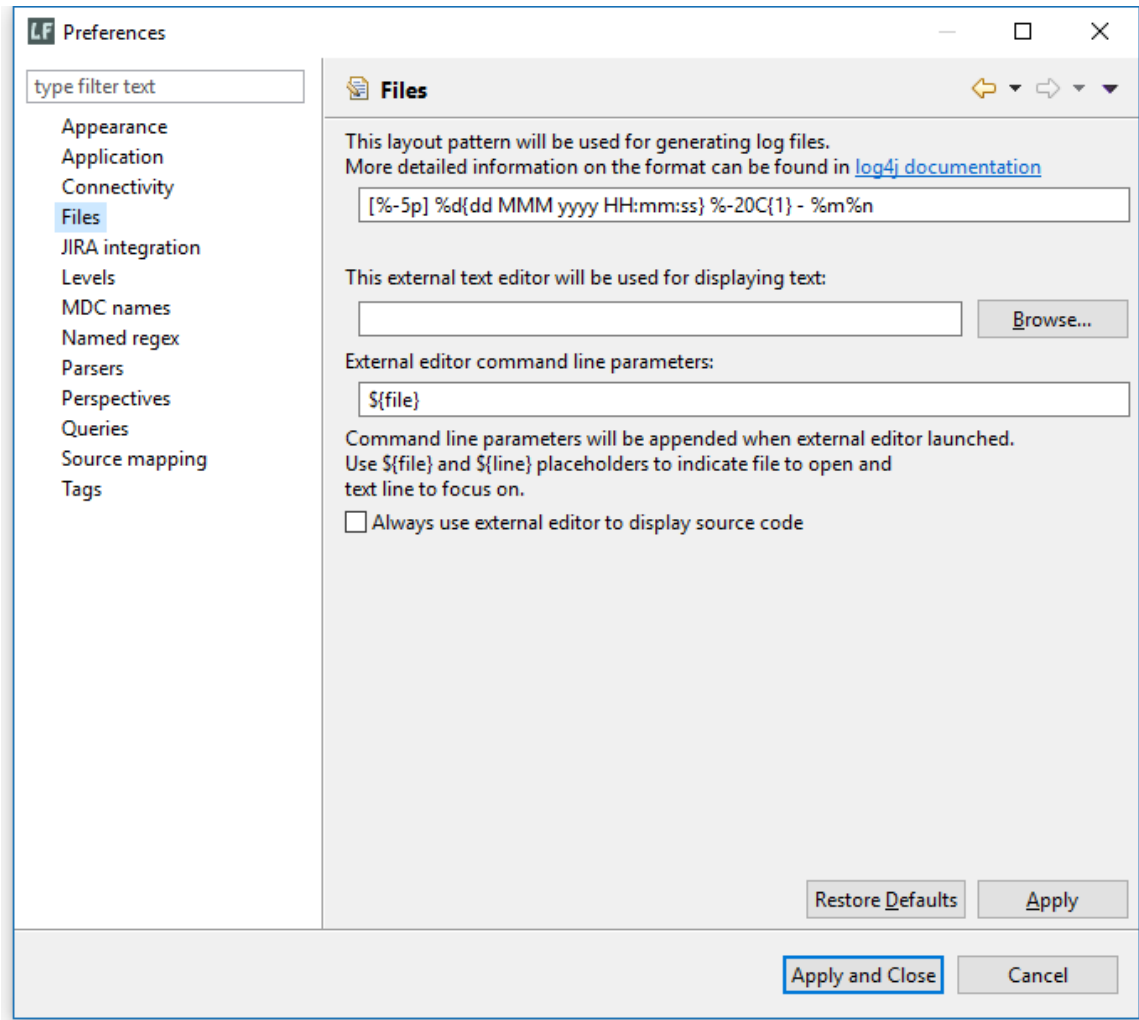 LF Preferences
type filter text
Appearance
Application
Connectivity
Files
JIRA integration
Levels
MDC names
Named regex
Parsers
Perspectives
Queries
Source mapping
Tags
Files
This layout pattern will be used for generating log files.
More detailed information on the format can be found in log4j documentation
[%-5p] %d{dd MMM yyyy HH:mm:ss} %-20C{1} - %m%n
This external text editor will be used for displaying text:
Browse...
External editor command line parameters:
${file}
Command line parameters will be appended when external editor launched.
Use ${file} and ${line} placeholders to indicate file to open and
text line to focus on.
Always use external editor to display source code
Restore Defaults Apply
Apply and Close Cancel